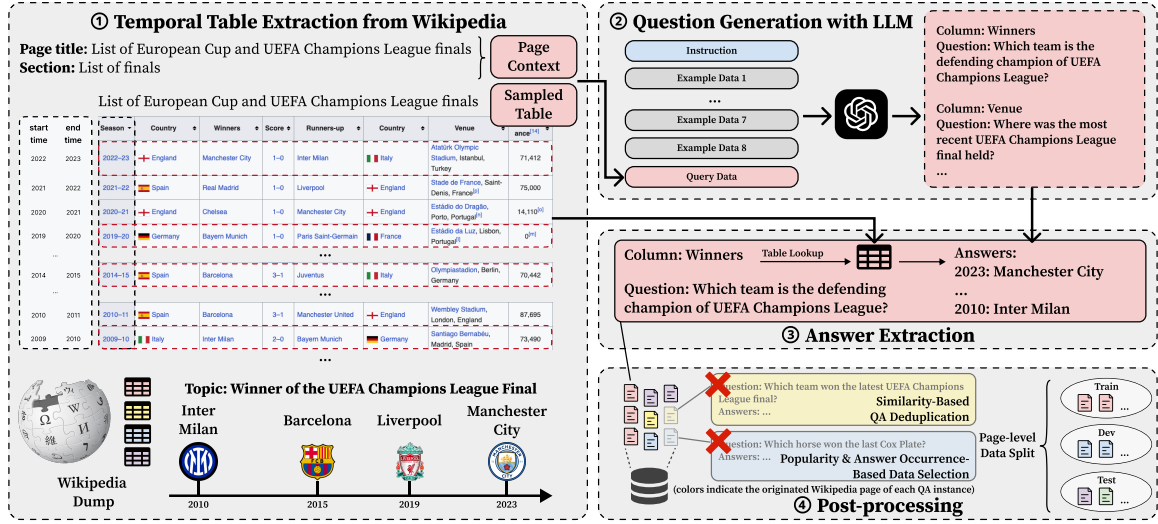 ① Temporal Table Extraction from Wikipedia
Page title: List of European Cup and UEFA Champions League finals
Section: List of finals
Page
Context
Sampled
Table
List of European Cup and UEFA Champions League finals
start
time
end
time
Season Country Winners Score Runners-up Country Venue ance[14]
2022 2023 2022–23 England Manchester City 1–0 Inter Milan Italy Atatürk Olympic Stadium, Istanbul, Turkey 71,412
2021 2022 2021–22 Spain Real Madrid 1–0 Liverpool England Stade de France, Saint-Denis, France[p] 75,000
2020 2021 2020–21 England Chelsea 1–0 Manchester City England Estádio do Dragão, Porto, Portugal[n] 14,110[o]
2019 2020 2019–20 Germany Bayern Munich 1–0 Paris Saint-Germain France Estádio da Luz, Lisbon, Portugal[l] 0[m]
... ...
2014 2015 2014–15 Spain Barcelona 3–1 Juventus Italy Olympiastadion, Berlin, Germany 70,442
... ...
2010 2011 2010–11 Spain Barcelona 3–1 Manchester United England Wembley Stadium, London, England 87,695
2009 2010 2009–10 Italy Inter Milan 2–0 Bayern Munich Germany Santiago Bernabéu, Madrid, Spain 73,490
...
Wikipedia
Dump
Topic: Winner of the UEFA Champions League Final
Inter
Milan
Barcelona
Liverpool
Manchester
City
2010 2015 2019 2023
② Question Generation with LLM
Instruction
Example Data 1
...
Example Data 7
Example Data 8
Query Data
Column: Winners
Question: Which team is the
defending champion of UEFA
Champions League?
Column: Venue
Question: Where was the most
recent UEFA Champions League
final held?
...
Column: Winners
Table Lookup
Question: Which team is the defending
champion of UEFA Champions League?
Answers:
2023: Manchester City
...
2010: Inter Milan
③ Answer Extraction
Question: Which team won the latest UEFA Champions
League final?
Answers: ...
Similarity-Based
QA Deduplication
Question: Which horse won the last Cox Plate?
Answers: ...
Popularity & Answer Occurrence-
Based Data Selection
(colors indicate the originated Wikipedia page of each QA instance)
Page-level
Data Split
Train
...
Dev
...
Test
...
④ Post-processing